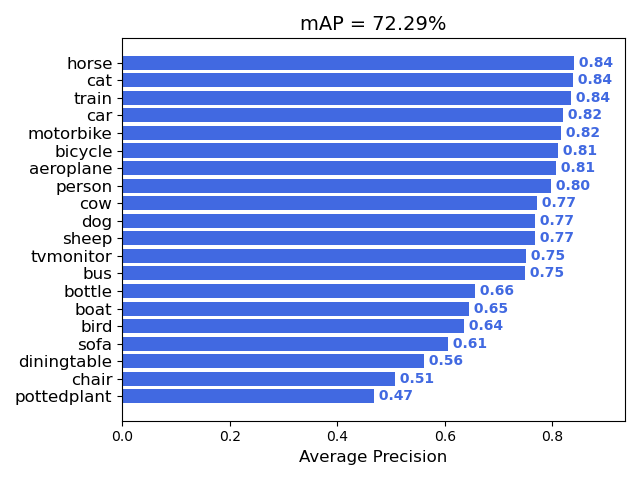 mAP = 72.29%
horse 0.84
cat 0.84
train 0.84
car 0.82
motorbike 0.82
bicycle 0.81
aeroplane 0.81
person 0.80
cow 0.77
dog 0.77
sheep 0.77
tvmonitor 0.75
bus 0.75
bottle 0.66
boat 0.65
bird 0.64
sofa 0.61
diningtable 0.56
chair 0.51
pottedplant 0.47
0.0 0.2 0.4 0.6 0.8
Average Precision